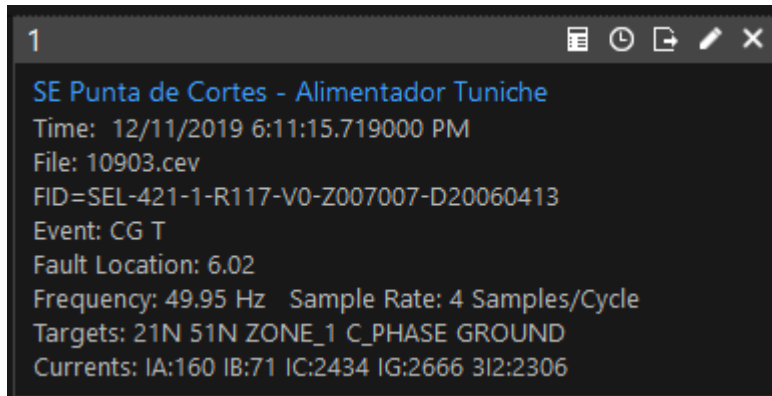 1
SE Punta de Cortes - Alimentador Tuniche
Time:  12/11/2019 6:11:15.719000 PM
File: 10903.cev
FID=SEL-421-1-R117-V0-Z007007-D20060413
Event: CG T
Fault Location: 6.02
Frequency: 49.95 Hz   Sample Rate: 4 Samples/Cycle
Targets: 21N 51N ZONE_1 C_PHASE GROUND
Currents: IA:160 IB:71 IC:2434 IG:2666 3I2:2306